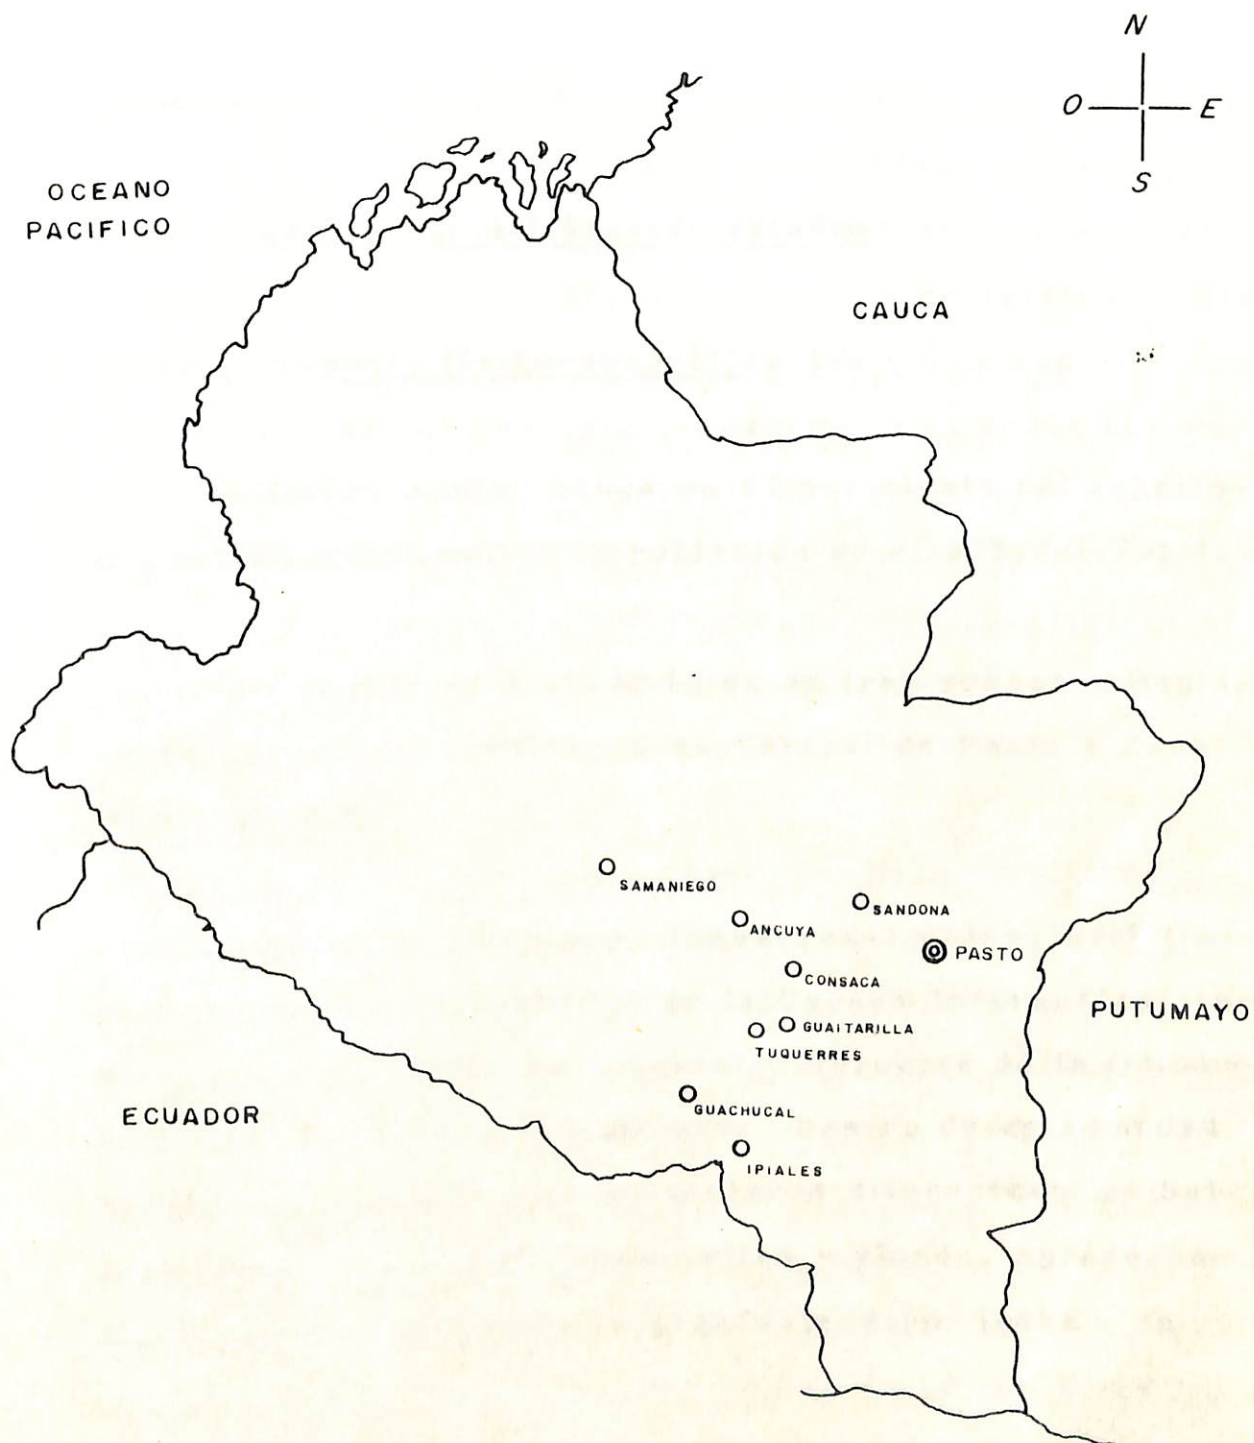 N
O E
S
OCEANO
PACIFICO
CAUCA
SAMANIEGO
SANDONA
ANCUYA
PASTO
CONSACA
PUTUMAYO
GUAITARILLA
TUQUERRES
GUACHUCAL
ECUADOR
IPIALES